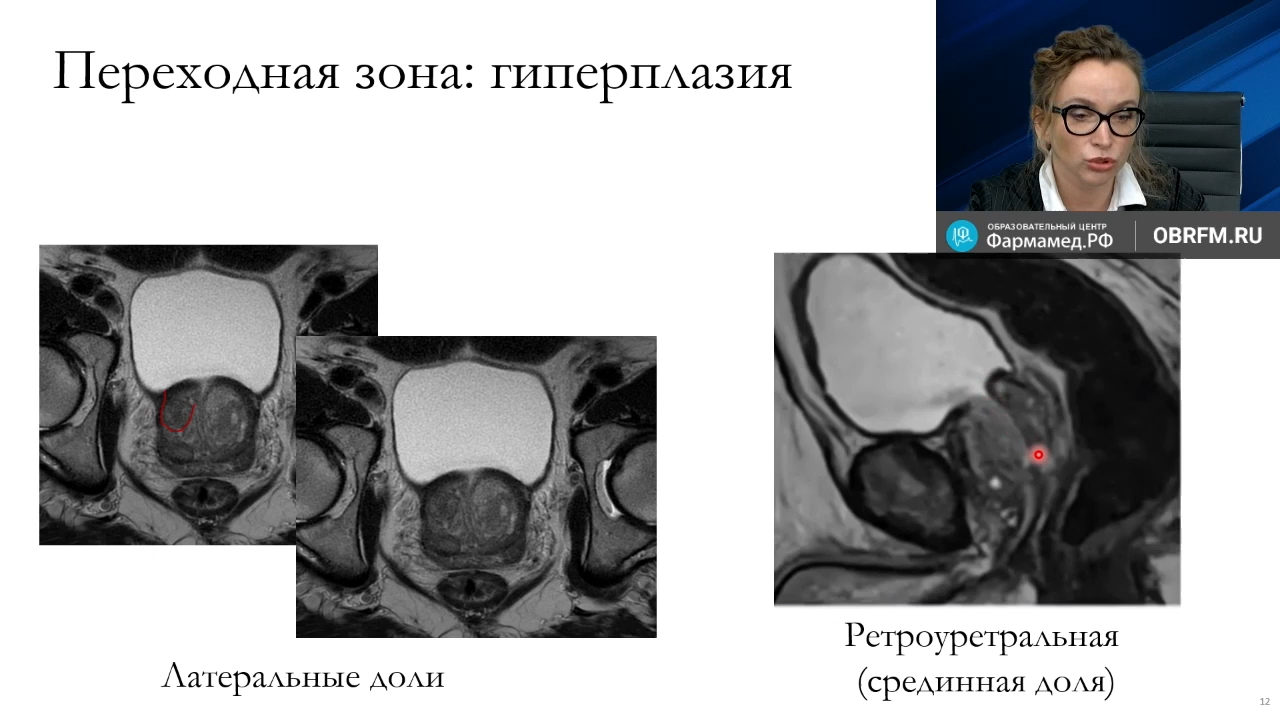 Переходная зона: гиперплазия
ОБРАЗОВАТЕЛЬНЫЙ ЦЕНТР
Фармамед.РФ
OBRFM.RU
Латеральные доли
Ретроуретральная
(срединная доля)
12